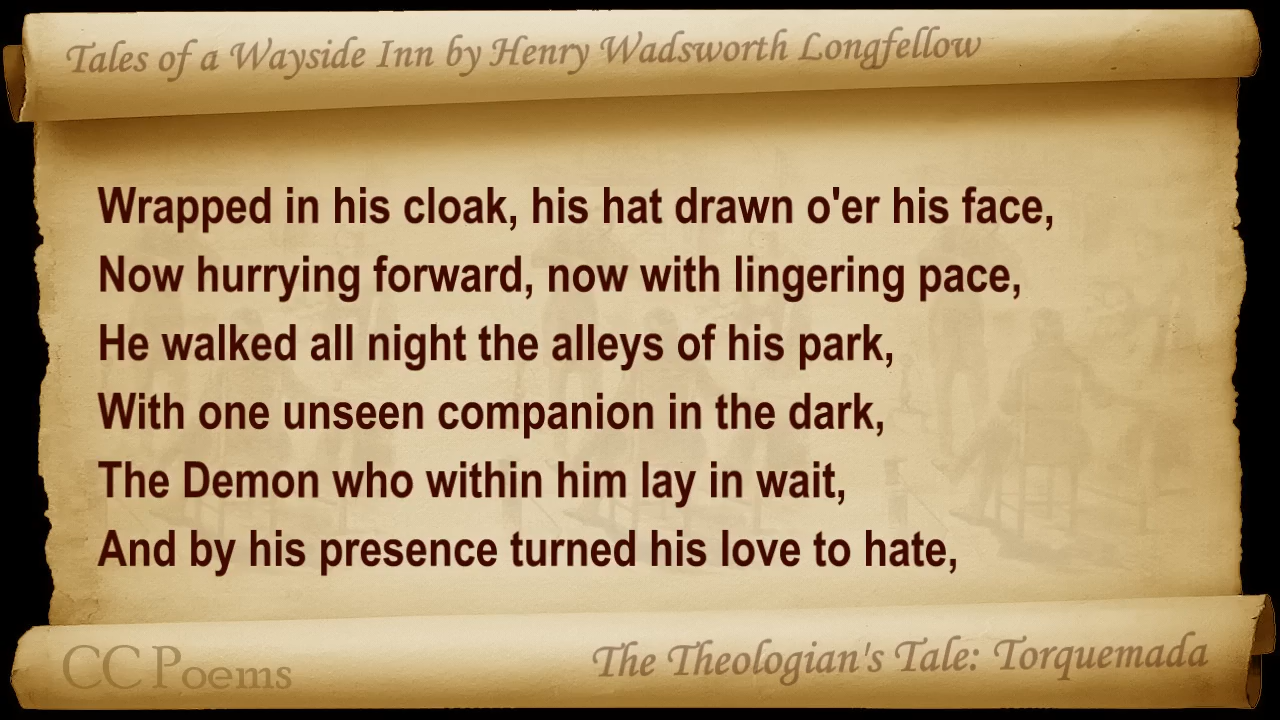 Tales of a Wayside Inn by Henry Wadsworth Longfellow
Wrapped in his cloak, his hat drawn o'er his face,
Now hurrying forward, now with lingering pace,
He walked all night the alleys of his park,
With one unseen companion in the dark,
The Demon who within him lay in wait,
And by his presence turned his love to hate,
CC Poems
The Theologian's Tale: Torquemada